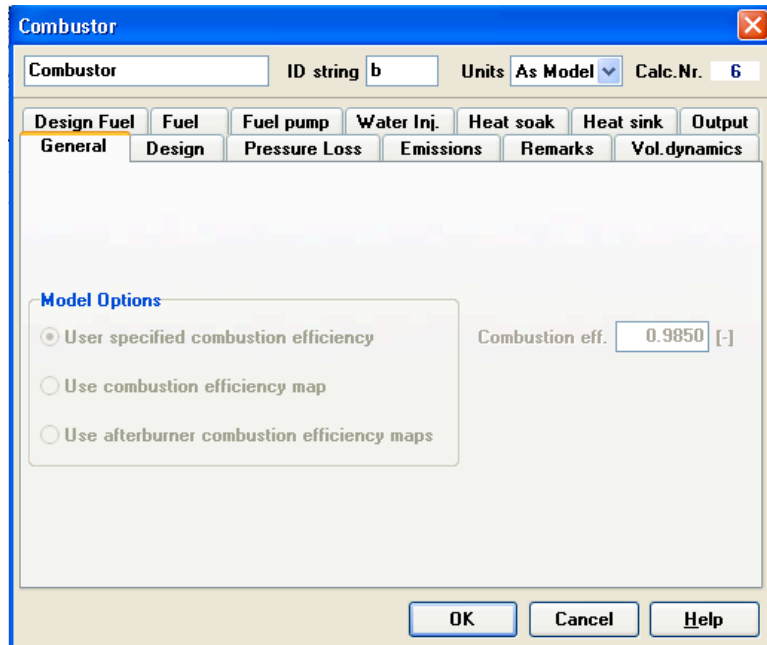 Combustor
Combustor ID string b Units As Model Calc.Nr. 6
Design Fuel Fuel Fuel pump Water Inj. Heat soak Heat sink Output
General Design Pressure Loss Emissions Remarks Vol.dynamics
Model Options
User specified combustion efficiency Combustion eff. 0.9850 [-]
Use combustion efficiency map
Use afterburner combustion efficiency maps
OK Cancel Help